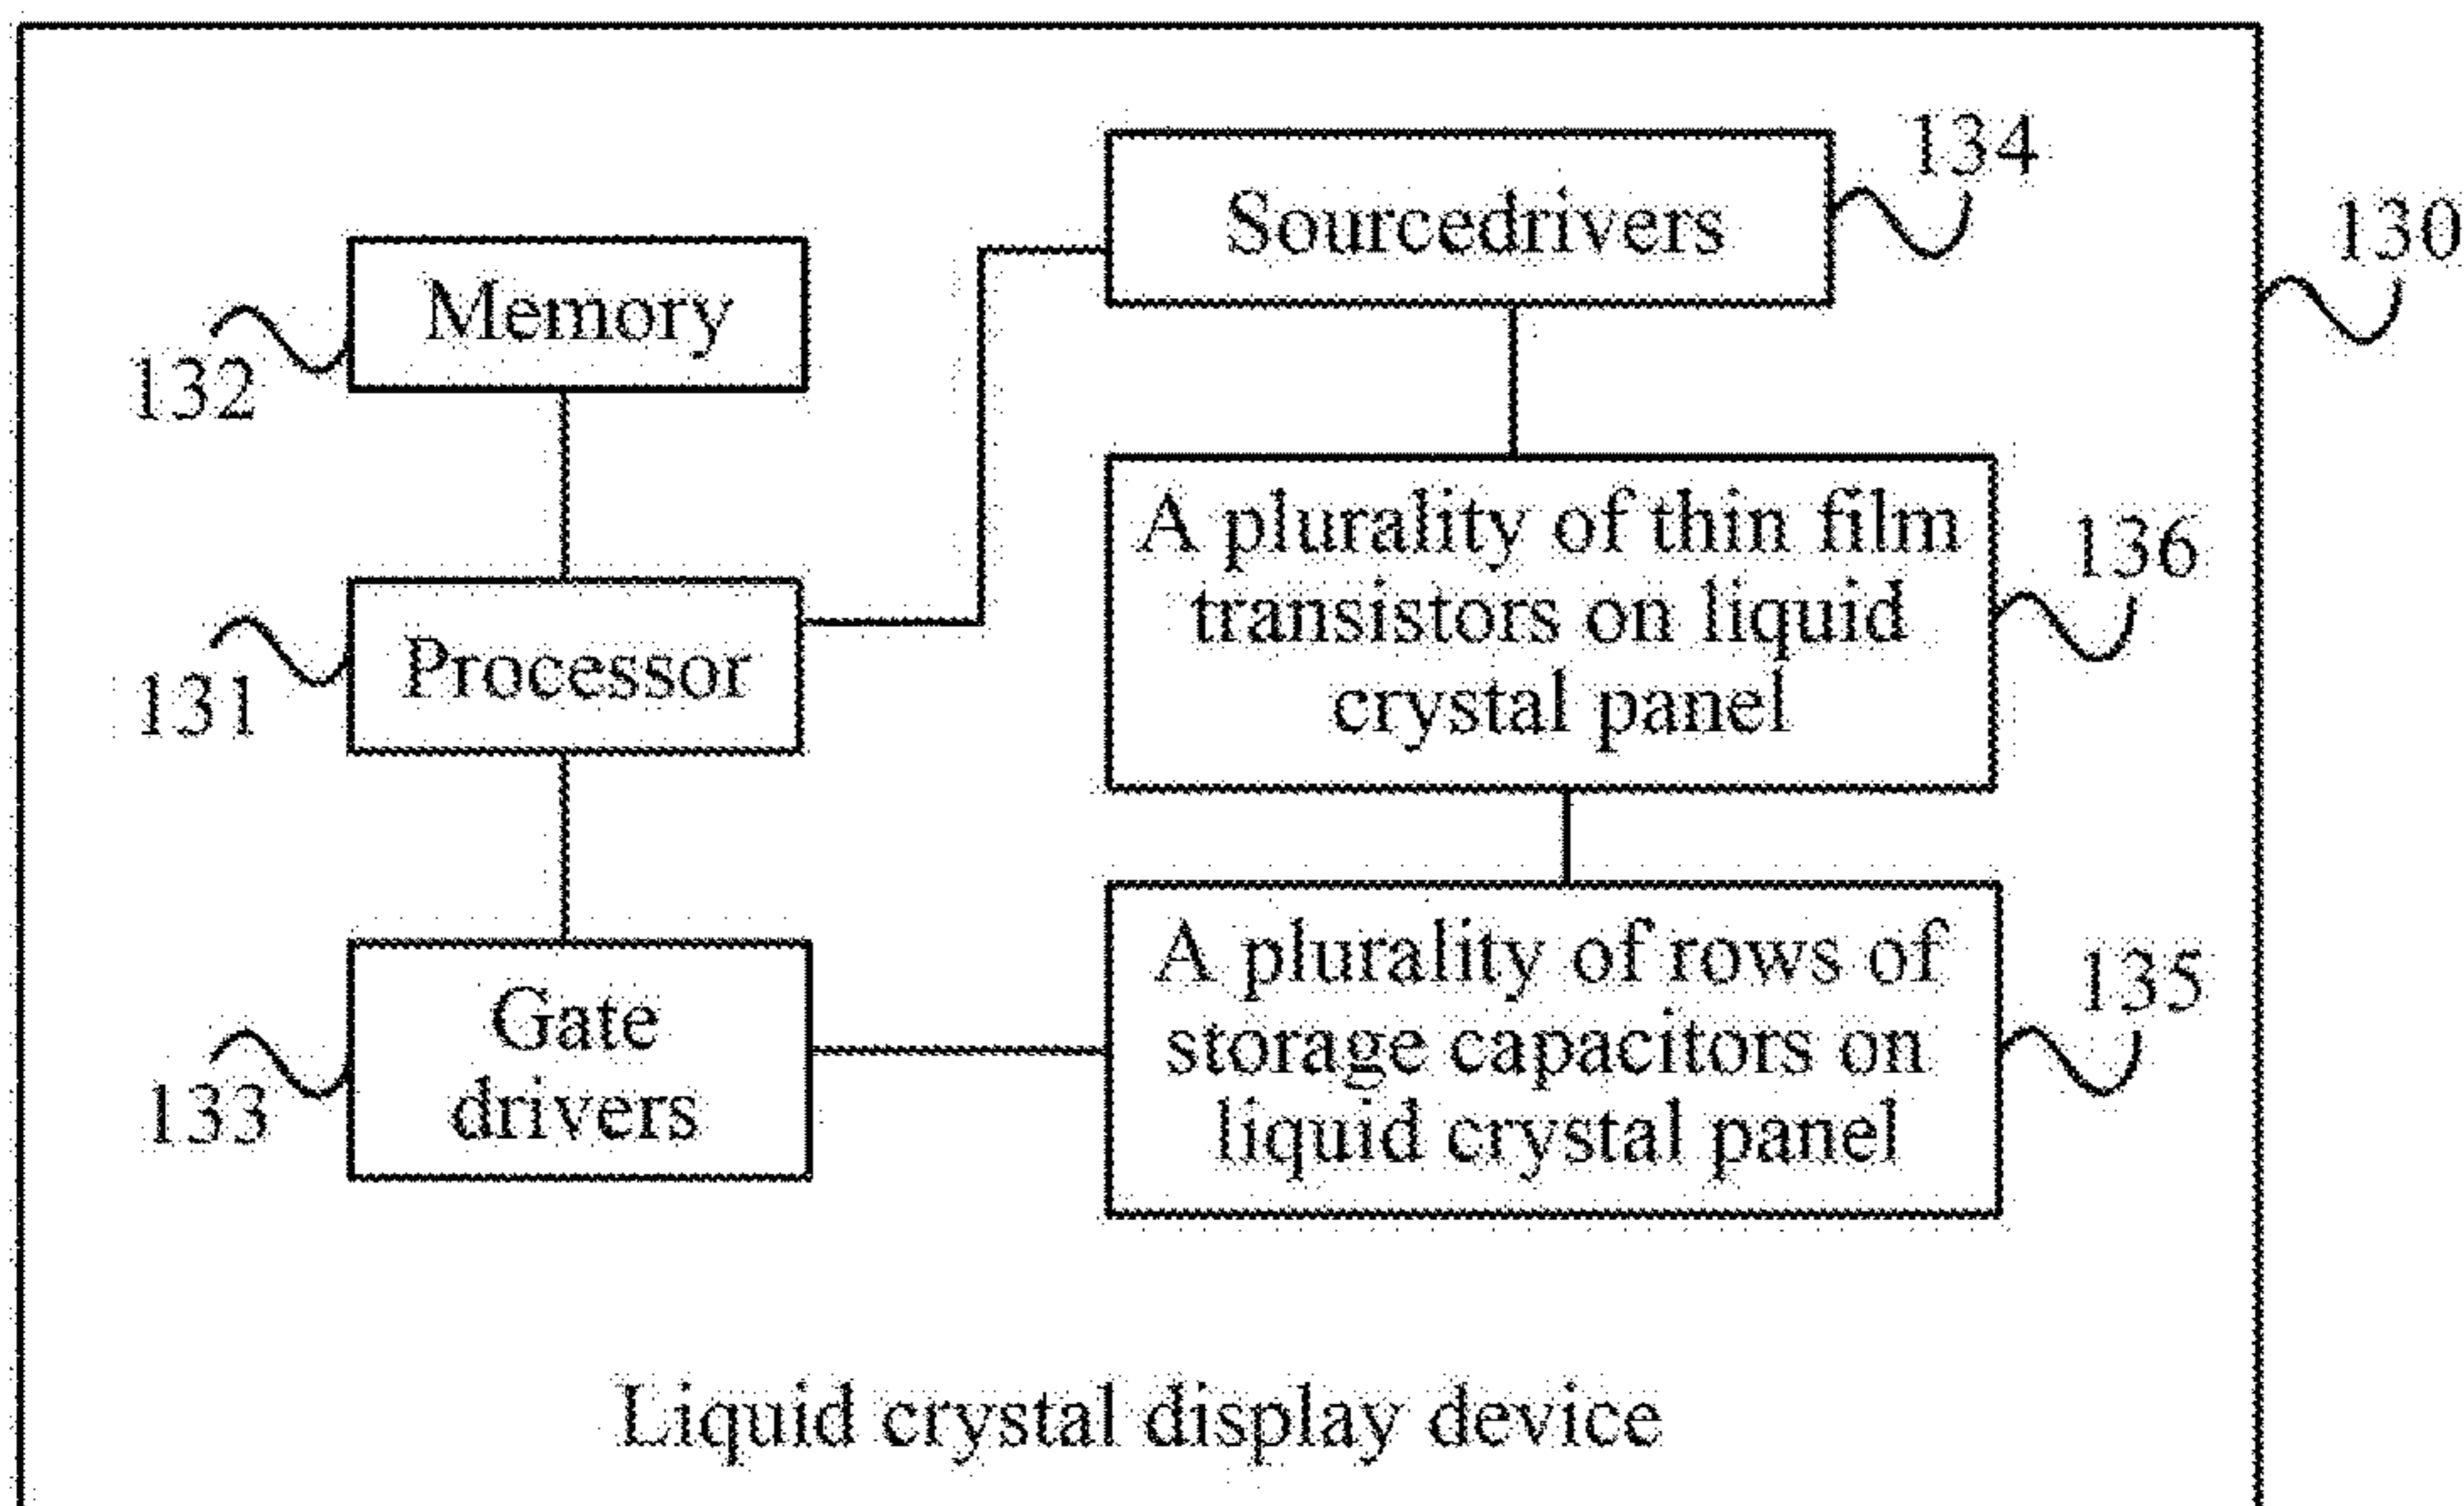 134
Sourcedrivers
130
Memory
132
A plurality of thin film
transistors on liquid
crystal panel
136
Processor
131
A plurality of rows of
storage capacitors on
liquid crystal panel
135
Gate
drivers
133
Liquid crystal display device